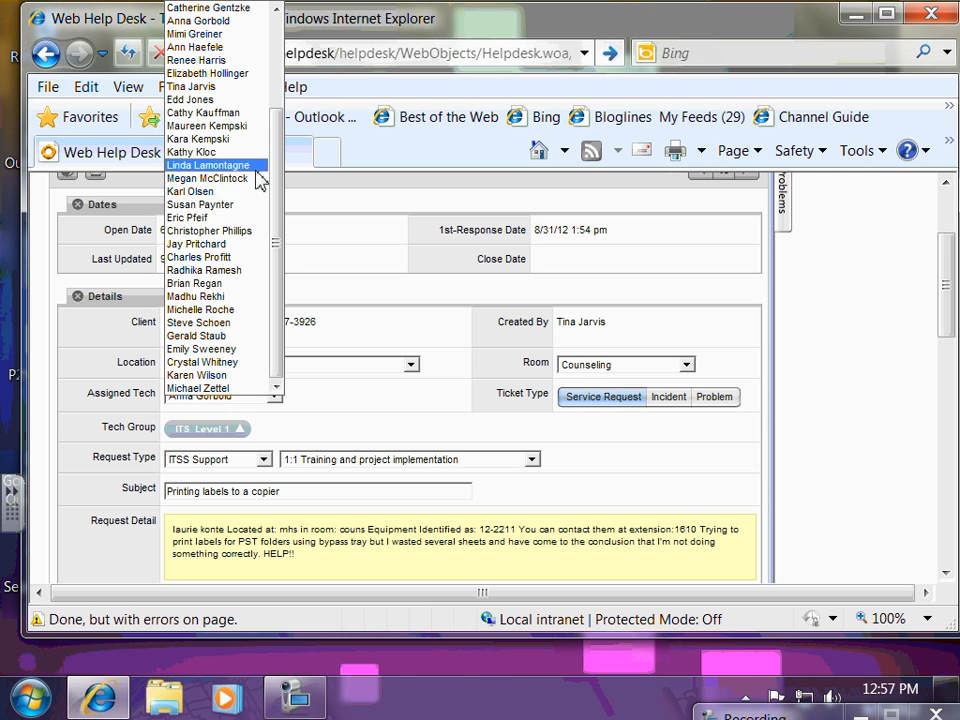 Web Help Desk - T
indows Internet Explorer
elpdesk/helpdesk/WebObjects/Helpdesk.woa,
Bing
File Edit View
elp
Favorites
- Outlook ... Best of the Web Bing Bloglines My Feeds (29) Channel Guide
Web Help Desk
Page Safety Tools
Catherine Gentzke
Anna Gorbold
Mimi Greiner
Ann Haefele
Renee Harris
Elizabeth Hollinger
Tina Jarvis
Edd Jones
Cathy Kauffman
Maureen Kempski
Kara Kempski
Kathy Kloc
Linda Lamontagne
Megan McClintock
Karl Olsen
Susan Paynter
Eric Pfeif
Christopher Phillips
Jay Pritchard
Charles Profitt
Radhika Ramesh
Brian Regan
Madhu Rekhi
Michelle Roche
Steve Schoen
Gerald Staub
Emily Sweeney
Crystal Whitney
Karen Wilson
Michael Zettel
Problems
Dates
Open Date 1st-Response Date 8/31/12 1:54 pm
Last Updated Close Date
Details
Client 7-3926 Created By Tina Jarvis
Location Room Counseling
Assigned Tech Anna Gorbold Ticket Type Service Request Incident Problem
Tech Group ITS Level 1
Request Type ITSS Support 1:1 Training and project implementation
Subject Printing labels to a copier
Request Detail laurie konte Located at: mhs in room: couns Equipment Identified as: 12-2211 You can contact them at extension:1610 Trying to
print labels for PST folders using bypass tray but I wasted several sheets and have come to the conclusion that I'm not doing
something correctly. HELP!!
Done, but with errors on page. Local intranet | Protected Mode: Off 100%
12:57 PM
Recording